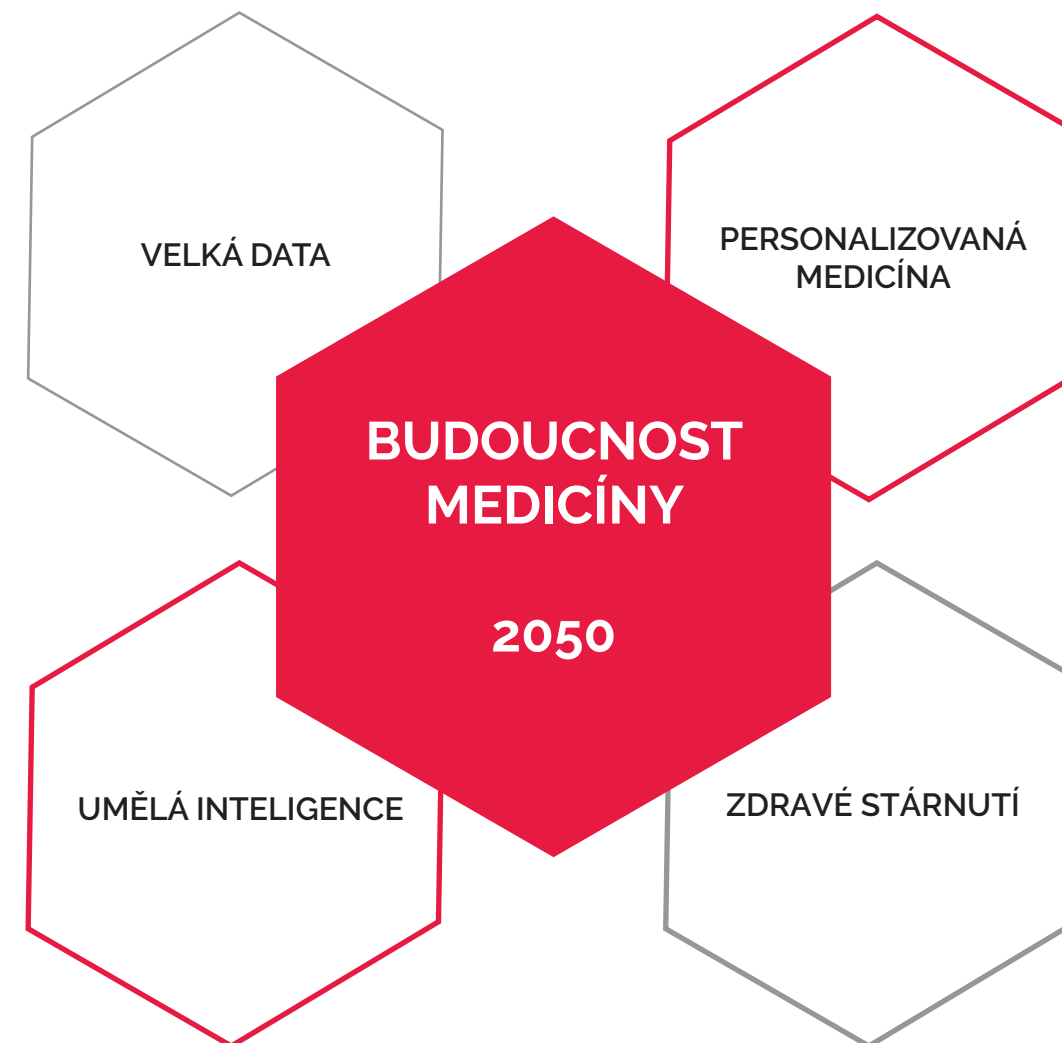 VELKÁ DATA
PERSONALIZOVANÁ
MEDICÍNA
BUDOUCNOST
MEDICÍNY
2050
UMĚLÁ INTELIGENCE
ZDRAVÉ STÁRNUTÍ